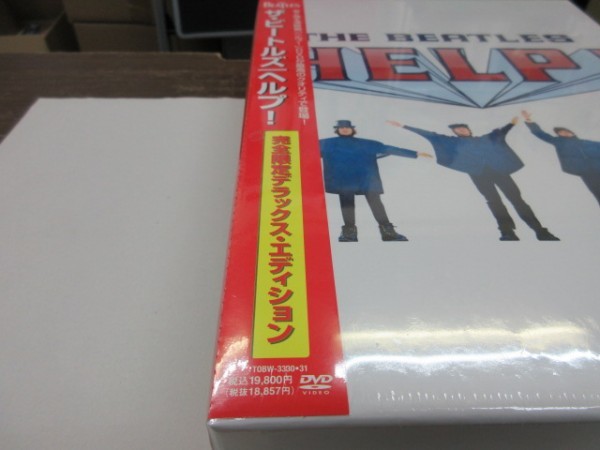 The Beatles
ザ・ビートルズ/ヘルプ!
完全限定デラックス・エディション
TOBW-3330・31
税込19,800円
(税抜18,857円)
DVD
VIDEO
THE BEATLES
HELP